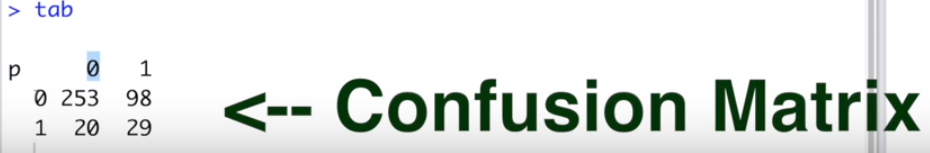 > tab
p 0 1
0 253 98
1 20 29
<-- Confusion Matrix